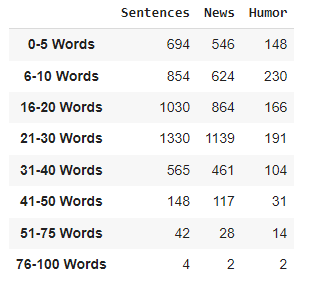 Sentences News Humor
0-5 Words 694 546 148
6-10 Words 854 624 230
16-20 Words 1030 864 166
21-30 Words 1330 1139 191
31-40 Words 565 461 104
41-50 Words 148 117 31
51-75 Words 42 28 14
76-100 Words 4 2 2